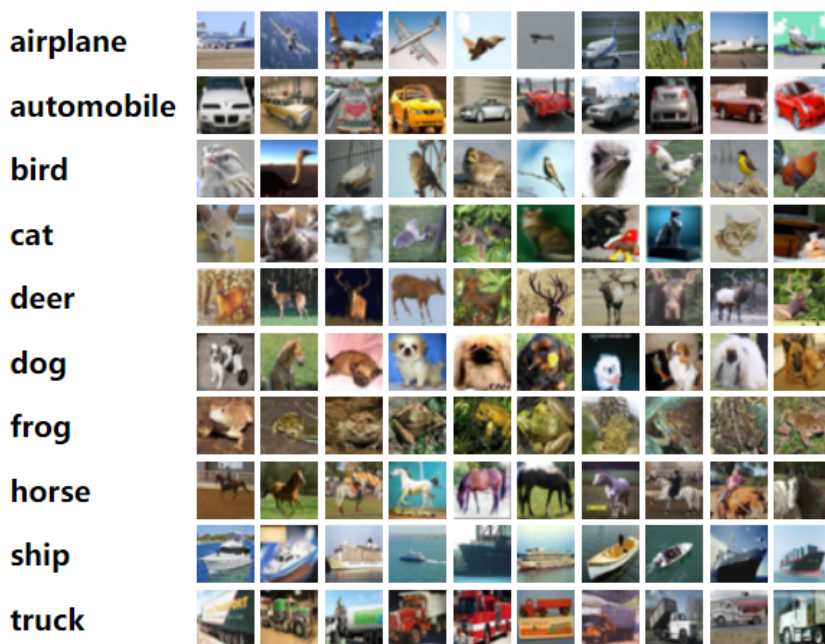 airplane
automobile
bird
cat
deer
dog
frog
horse
ship
truck